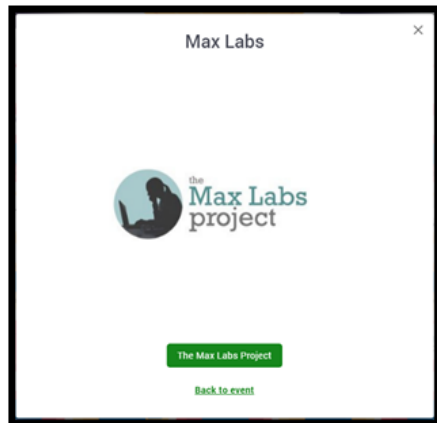 Max Labs
the
Max Labs
project
The Max Labs Project
Back to event